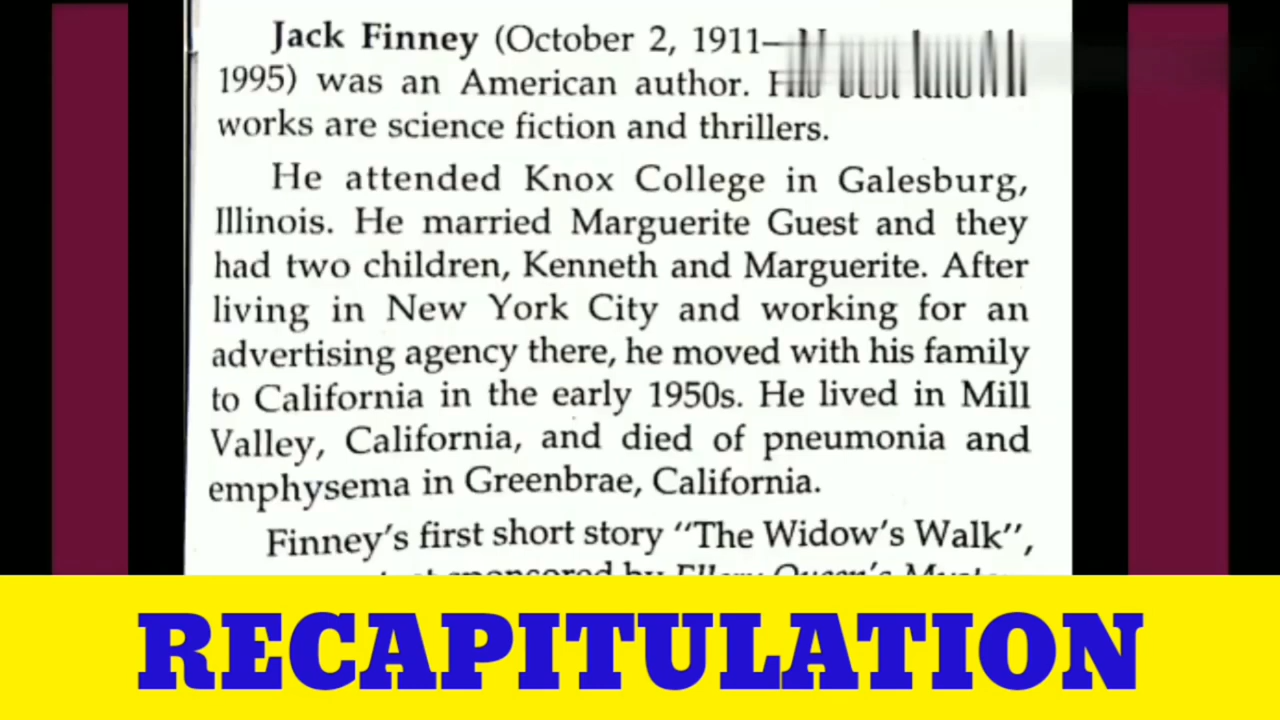 Jack Finney (October 2, 1911—
1995) was an American author.
works are science fiction and thrillers.
He attended Knox College in Galesburg,
Illinois. He married Marguerite Guest and they
had two children, Kenneth and Marguerite. After
living in New York City and working for an
advertising agency there, he moved with his family
to California in the early 1950s. He lived in Mill
Valley, California, and died of pneumonia and
emphysema in Greenbrae, California.
Finney's first short story "The Widow's Walk",
sponsored by Ellery Queen's
RECAPITULATION